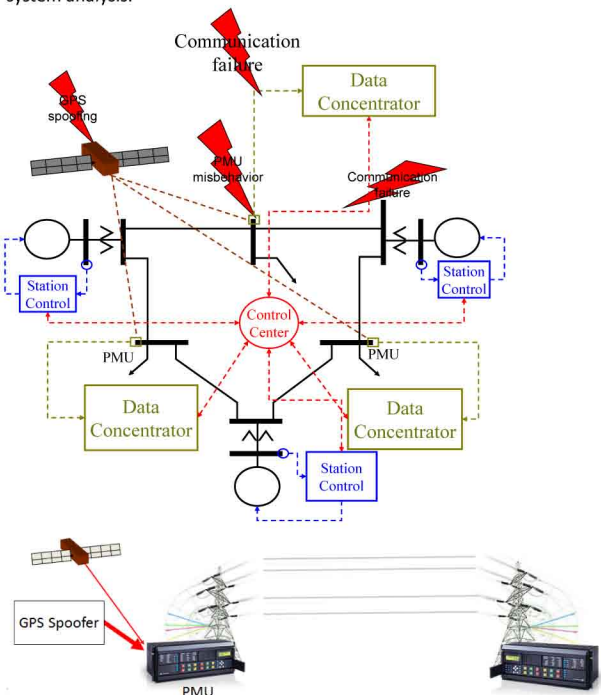 system analysis.
Communication
failure
Data
Concentrator
GPS
spoofing
PMU
misbehavior
Communication
failure
Station
Control
Station
Control
Control
Center
PMU
PMU
Data
Concentrator
Data
Concentrator
Station
Control
GPS Spoofer
PMU